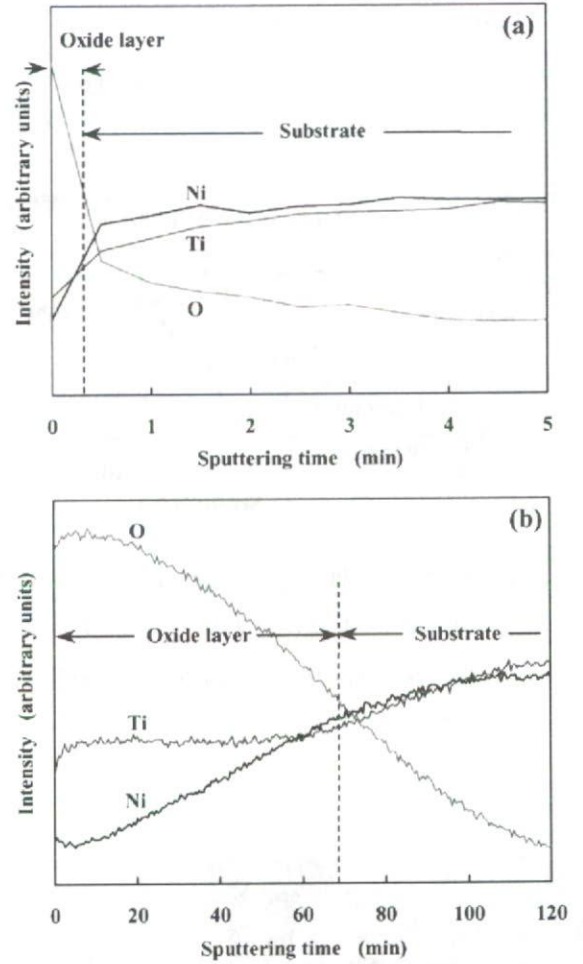 (a)
Oxide layer
Substrate
Ni
Ti
O
Intensity (arbitrary units)
0 1 2 3 4 5
Sputtering time (min)
(b)
O
Oxide layer Substrate
Ti
Ni
Intensity (arbitrary units)
0 20 40 60 80 100 120
Sputtering time (min)